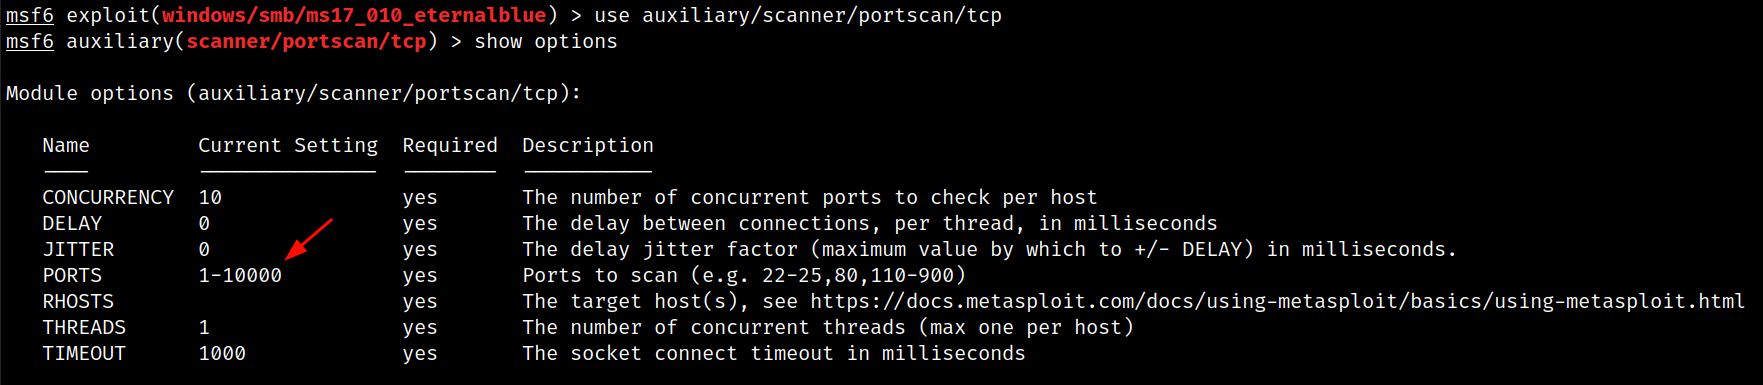 msf6 exploit(windows/smb/ms17_010_eternalblue) > use auxiliary/scanner/portscan/tcp
msf6 auxiliary(scanner/portscan/tcp) > show options
Module options (auxiliary/scanner/portscan/tcp):
Name Current Setting Required Description
---- --------------- -------- -----------
CONCURRENCY 10 yes The number of concurrent ports to check per host
DELAY 0 yes The delay between connections, per thread, in milliseconds
JITTER 0 yes The delay jitter factor (maximum value by which to +/- DELAY) in milliseconds.
PORTS 1-10000 yes Ports to scan (e.g. 22-25,80,110-900)
RHOSTS yes The target host(s), see https://docs.metasploit.com/docs/using-metasploit/basics/using-metasploit.html
THREADS 1 yes The number of concurrent threads (max one per host)
TIMEOUT 1000 yes The socket connect timeout in milliseconds